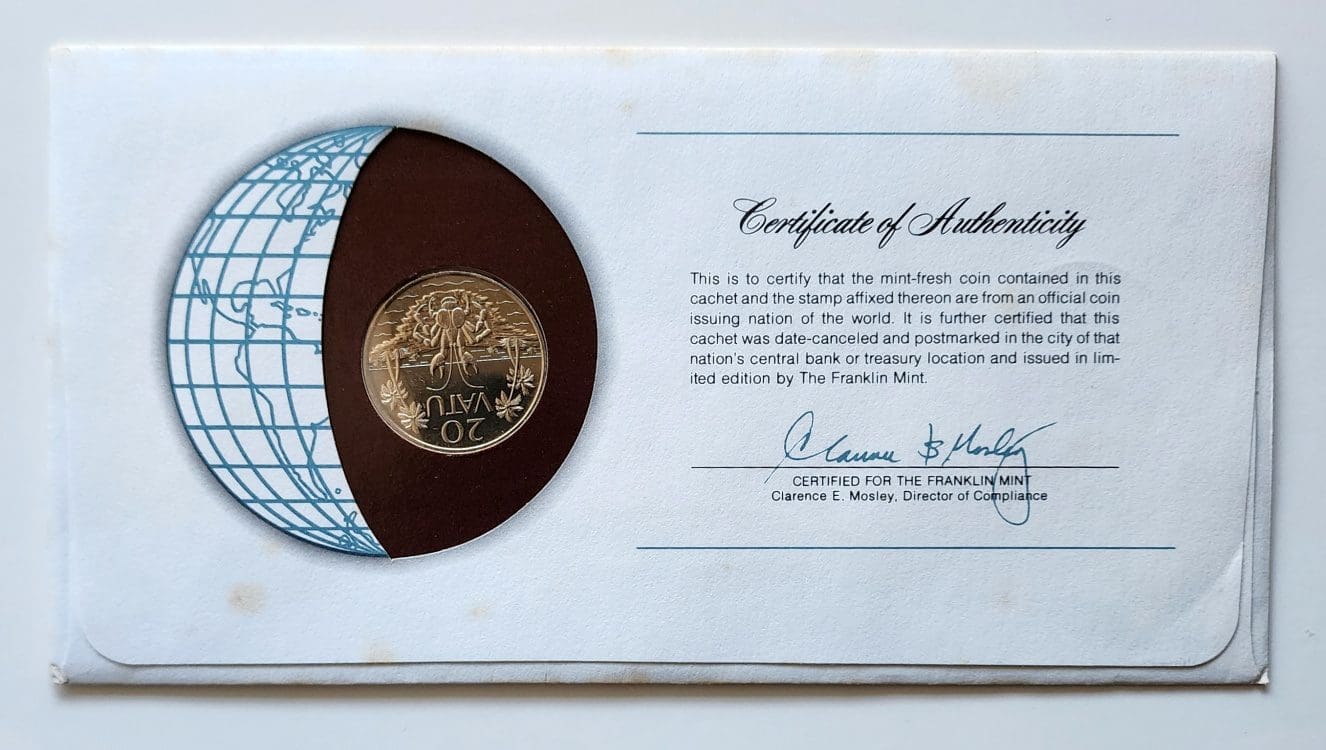 Certificate of Authenticity
This is to certify that the mint-fresh coin contained in this
cachet and the stamp affixed thereon are from an official coin
issuing nation of the world. It is further certified that this
cachet was date-canceled and postmarked in the city of that
nation's central bank or treasury location and issued in lim-
ited edition by The Franklin Mint.
CERTIFIED FOR THE FRANKLIN MINT
Clarence E. Mosley, Director of Compliance
20
VATU